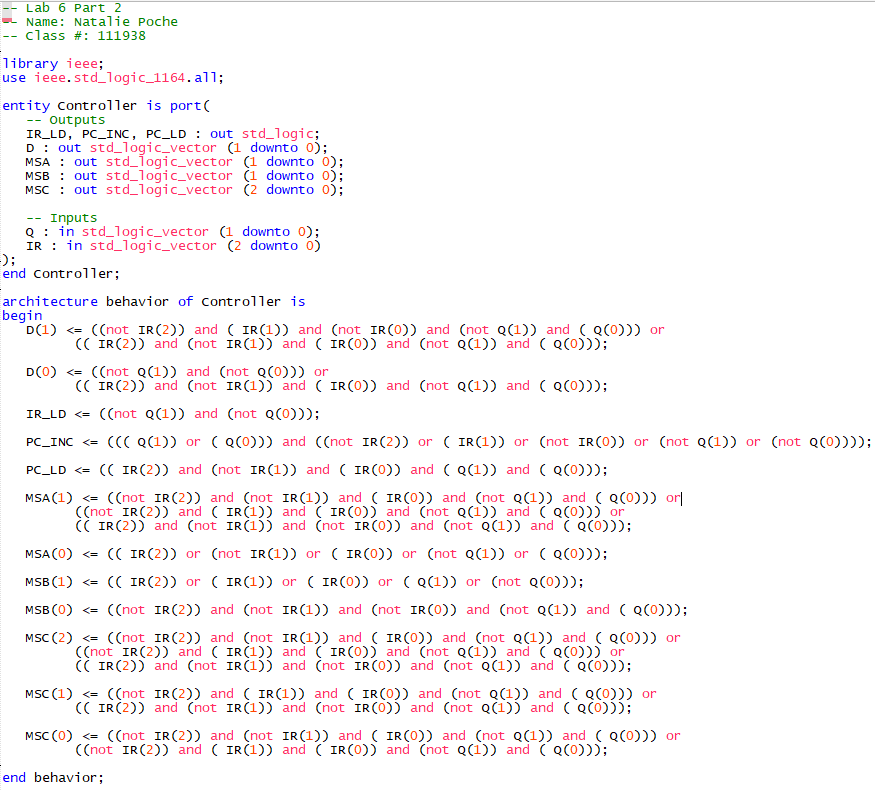 -- Lab 6 Part 2
-- Name: Natalie Poche
-- Class #: 111938
library ieee;
use ieee.std_logic_1164.all;
entity Controller is port(
-- Outputs
IR_LD, PC_INC, PC_LD : out std_logic;
D : out std_logic_vector (1 downto 0);
MSA : out std_logic_vector (1 downto 0);
MSB : out std_logic_vector (1 downto 0);
MSC : out std_logic_vector (2 downto 0);
-- Inputs
Q : in std_logic_vector (1 downto 0);
IR : in std_logic_vector (2 downto 0)
);
end Controller;
architecture behavior of Controller is
begin
D(1) <= ((not IR(2)) and ( IR(1)) and (not IR(0)) and (not Q(1)) and ( Q(0))) or
(( IR(2)) and (not IR(1)) and ( IR(0)) and (not Q(1)) and ( Q(0)));
D(0) <= ((not Q(1)) and (not Q(0))) or
(( IR(2)) and (not IR(1)) and ( IR(0)) and (not Q(1)) and ( Q(0)));
IR_LD <= ((not Q(1)) and (not Q(0)));
PC_INC <= ((( Q(1)) or ( Q(0))) and ((not IR(2)) or ( IR(1)) or (not IR(0)) or (not Q(1)) or (not Q(0))));
PC_LD <= (( IR(2)) and (not IR(1)) and ( IR(0)) and ( Q(1)) and ( Q(0)));
MSA(1) <= ((not IR(2)) and (not IR(1)) and ( IR(0)) and (not Q(1)) and ( Q(0))) or
((not IR(2)) and ( IR(1)) and ( IR(0)) and (not Q(1)) and ( Q(0))) or
(( IR(2)) and (not IR(1)) and (not IR(0)) and (not Q(1)) and ( Q(0)));
MSA(0) <= (( IR(2)) or (not IR(1)) or ( IR(0)) or (not Q(1)) or ( Q(0)));
MSB(1) <= (( IR(2)) or ( IR(1)) or ( IR(0)) or ( Q(1)) or (not Q(0)));
MSB(0) <= ((not IR(2)) and (not IR(1)) and (not IR(0)) and (not Q(1)) and ( Q(0)));
MSC(2) <= ((not IR(2)) and (not IR(1)) and ( IR(0)) and (not Q(1)) and ( Q(0))) or
((not IR(2)) and ( IR(1)) and ( IR(0)) and (not Q(1)) and ( Q(0))) or
(( IR(2)) and (not IR(1)) and (not IR(0)) and (not Q(1)) and ( Q(0)));
MSC(1) <= ((not IR(2)) and ( IR(1)) and ( IR(0)) and (not Q(1)) and ( Q(0))) or
(( IR(2)) and (not IR(1)) and (not IR(0)) and (not Q(1)) and ( Q(0)));
MSC(0) <= ((not IR(2)) and (not IR(1)) and ( IR(0)) and (not Q(1)) and ( Q(0))) or
((not IR(2)) and ( IR(1)) and ( IR(0)) and (not Q(1)) and ( Q(0)));
end behavior;